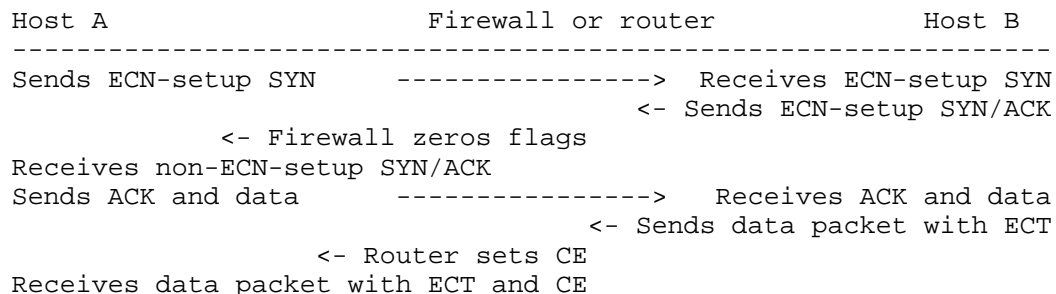 Host A                    Firewall or router             Host B
-----------------------------------------------------------------
Sends ECN-setup SYN     ----------------> Receives ECN-setup SYN
                                       <- Sends ECN-setup SYN/ACK
             <- Firewall zeros flags
Receives non-ECN-setup SYN/ACK
Sends ACK and data      ----------------> Receives ACK and data
                                    <- Sends data packet with ECT
                   <- Router sets CE
Receives data packet with ECT and CE